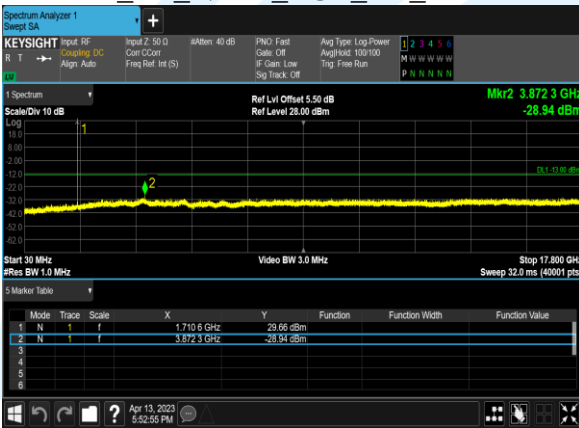 Spectrum Analyzer 1
Swept SA
KEYSIGHT Input: RF Input Z: 50 Ω #Atten: 40 dB PNO: Fast Avg Type: Log-Power 1 2 3 4 5 6
R T Coupling: DC Corr CCorr Gate: Off Avg|Hold: 100/100 M W W W W W
Align: Auto Freq Ref: Int (S) IF Gain: Low Trig: Free Run
Sig Track: Off P N N N N N
LV
1 Spectrum Ref Lvl Offset 5.50 dB Mkr2 3.872 3 GHz
Scale/Div 10 dB Ref Level 28.00 dBm -28.94 dBm
Log
18.0
8.00
-2.00
-12.0
-22.0
-32.0
-42.0
-52.0
-62.0
1
2
DL1 -13.00 dBm
Start 30 MHz Video BW 3.0 MHz Stop 17.800 GHz
#Res BW 1.0 MHz Sweep 32.0 ms (40001 pts
5 Marker Table
Mode Trace Scale X Y Function Function Width Function Value
1 N 1 f 1.710 6 GHz 29.66 dBm
2 N 1 f 3.872 3 GHz -28.94 dBm
3
4
5
6
? Apr 13, 2023
5:52:55 PM